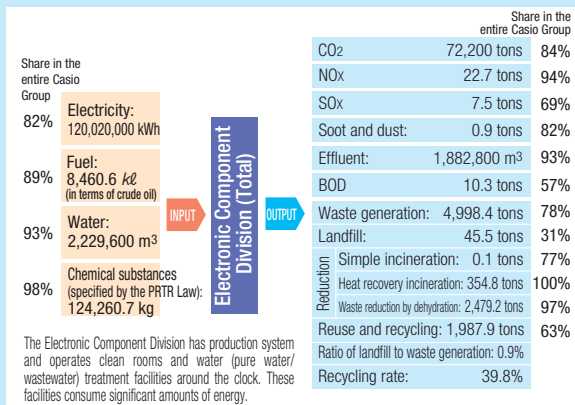 Share in the
entire Casio
Group
82%
Electricity:
120,020,000 kWh
89%
Fuel:
8,460.6 kℓ
(in terms of crude oil)
93%
Water:
2,229,600 m³
98%
Chemical substances
(specified by the PRTR Law):
124,260.7 kg
INPUT
Electronic Component
Division (Total)
OUTPUT
Share in the
entire Casio Group
CO2 72,200 tons 84%
NOX 22.7 tons 94%
SOX 7.5 tons 69%
Soot and dust: 0.9 tons 82%
Effluent: 1,882,800 m³ 93%
BOD 10.3 tons 57%
Waste generation: 4,998.4 tons 78%
Landfill: 45.5 tons 31%
Reduction
Simple incineration: 0.1 tons 77%
Heat recovery incineration: 354.8 tons 100%
Waste reduction by dehydration: 2,479.2 tons 97%
Reuse and recycling: 1,987.9 tons 63%
Ratio of landfill to waste generation: 0.9%
Recycling rate: 39.8%
The Electronic Component Division has production system
and operates clean rooms and water (pure water/
wastewater) treatment facilities around the clock. These
facilities consume significant amounts of energy.